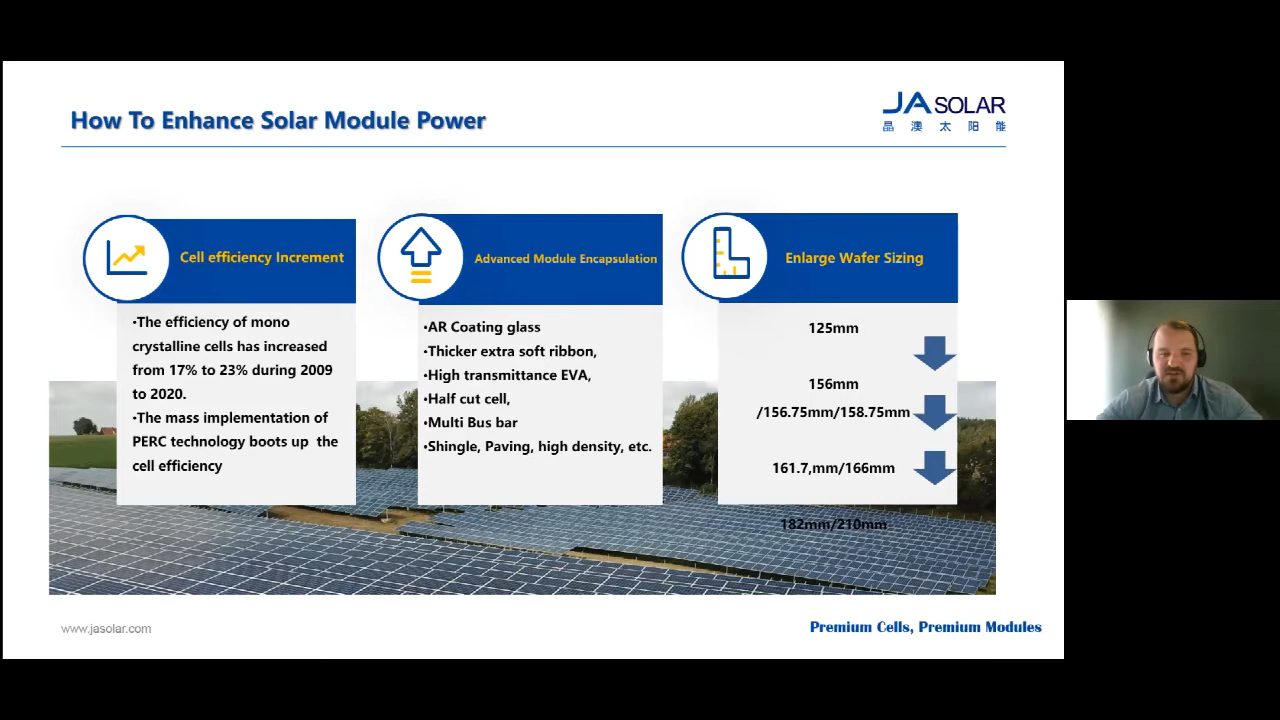 How To Enhance Solar Module Power
JA SOLAR
晶澳太阳能
Cell efficiency Increment
•The efficiency of mono
crystalline cells has increased
from 17% to 23% during 2009
to 2020.
•The mass implementation of
PERC technology boots up the
cell efficiency
Advanced Module Encapsulation
•AR Coating glass
•Thicker extra soft ribbon,
•High transmittance EVA,
•Half cut cell,
•Multi Bus bar
•Shingle, Paving, high density, etc.
Enlarge Wafer Sizing
125mm
156mm
/156.75mm/158.75mm
161.7,mm/166mm
182mm/210mm
www.jasolar.com
Premium Cells, Premium Modules